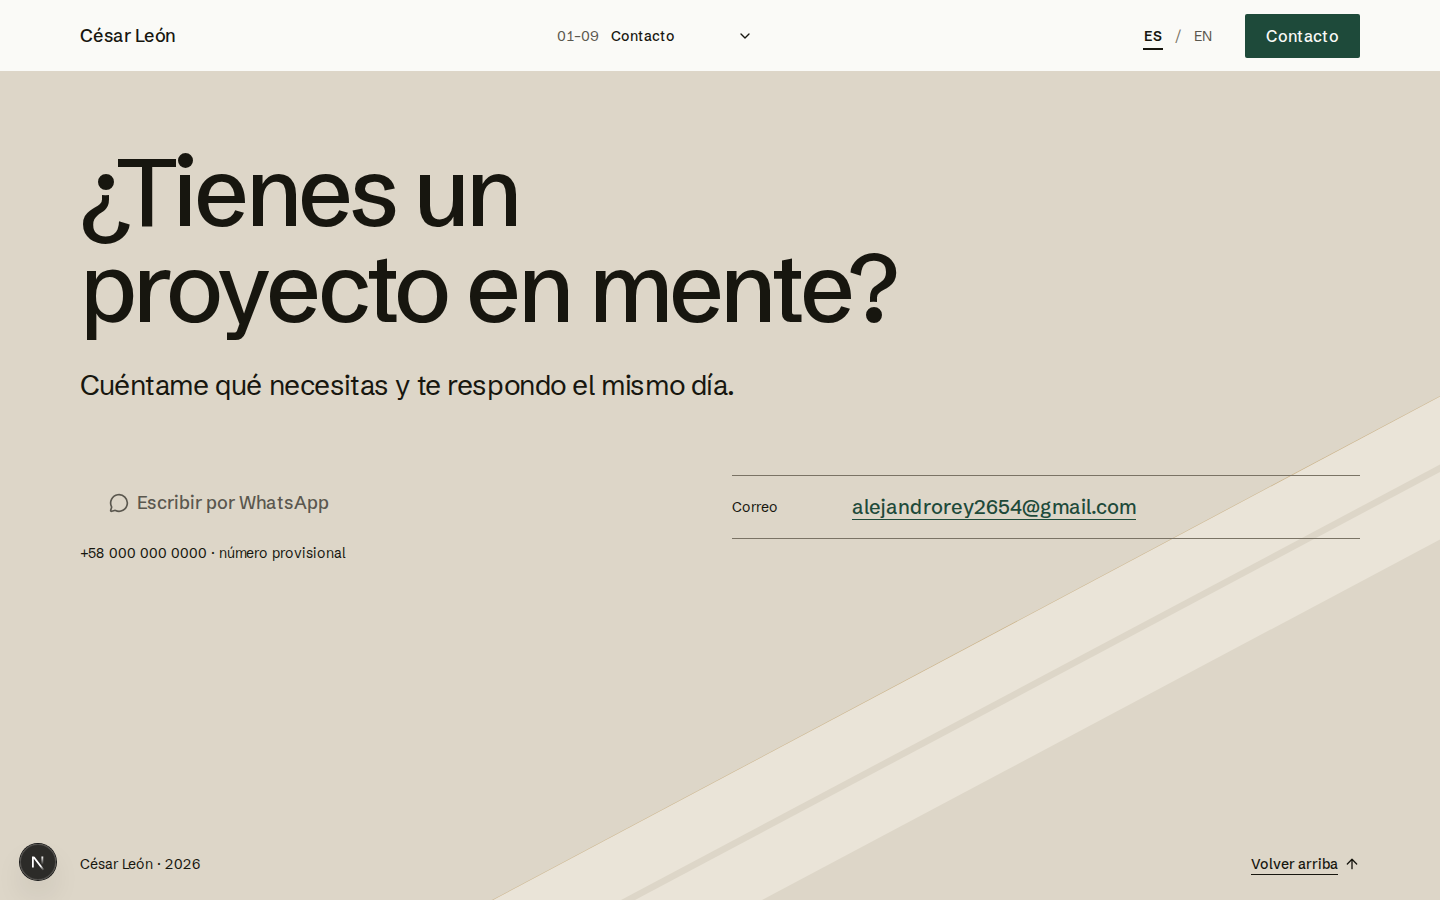 César León
01–09 Contacto
ES / EN
Contacto
¿Tienes un
proyecto en mente?
Cuéntame qué necesitas y te respondo el mismo día.
Escribir por WhatsApp
+58 000 000 0000 · número provisional
Correo
alejandrorey2654@gmail.com
N
César León · 2026
Volver arriba